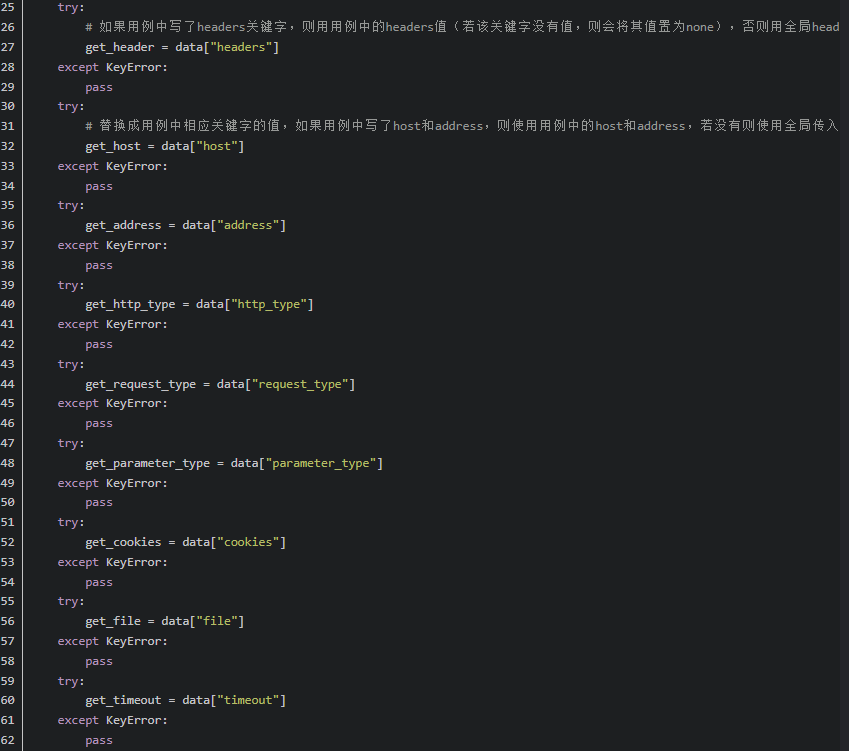 25 try:
26 # 如果用例中写了headers关键字，则用用例中的headers值（若该关键字没有值，则会将其值置为none），否则用全局head
27 get_header = data["headers"]
28 except KeyError:
29 pass
30 try:
31 # 替换成用例中相应关键字的值，如果用例中写了host和address，则使用用例中的host和address，若没有则使用全局传入
32 get_host = data["host"]
33 except KeyError:
34 pass
35 try:
36 get_address = data["address"]
37 except KeyError:
38 pass
39 try:
40 get_http_type = data["http_type"]
41 except KeyError:
42 pass
43 try:
44 get_request_type = data["request_type"]
45 except KeyError:
46 pass
47 try:
48 get_parameter_type = data["parameter_type"]
49 except KeyError:
50 pass
51 try:
52 get_cookies = data["cookies"]
53 except KeyError:
54 pass
55 try:
56 get_file = data["file"]
57 except KeyError:
58 pass
59 try:
60 get_timeout = data["timeout"]
61 except KeyError:
62 pass